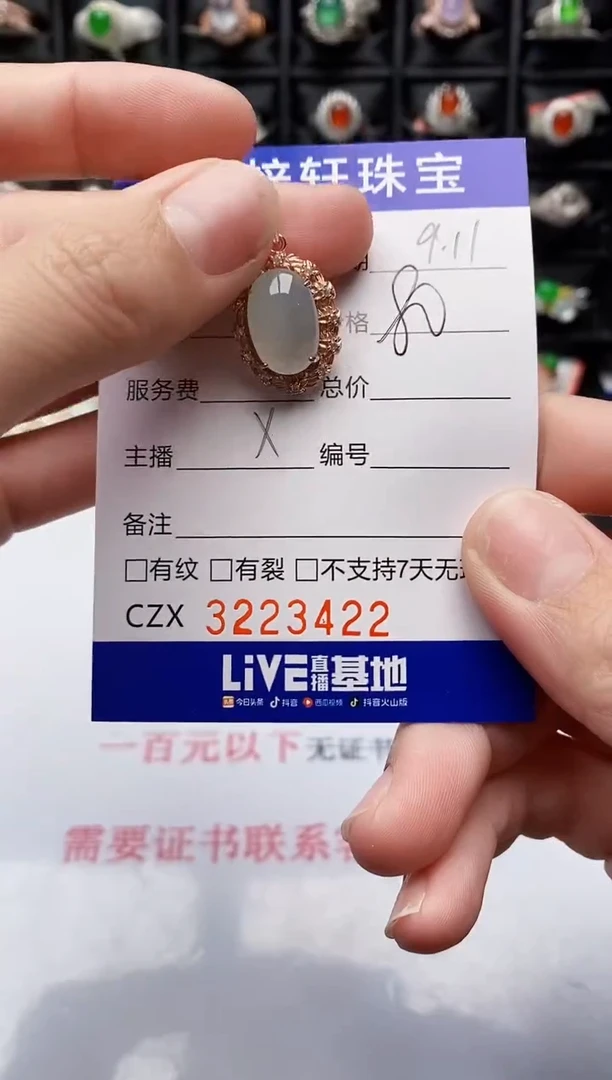 轩珠宝
9.11
格 80
服务费 总价
主播 X 编号
备注
□有纹 □有裂 □不支持7天无
CZX 3223422
LiVE直播基地
今日头条 抖音 西瓜视频 抖音火山版
一百元以下无证书
需要证书联系